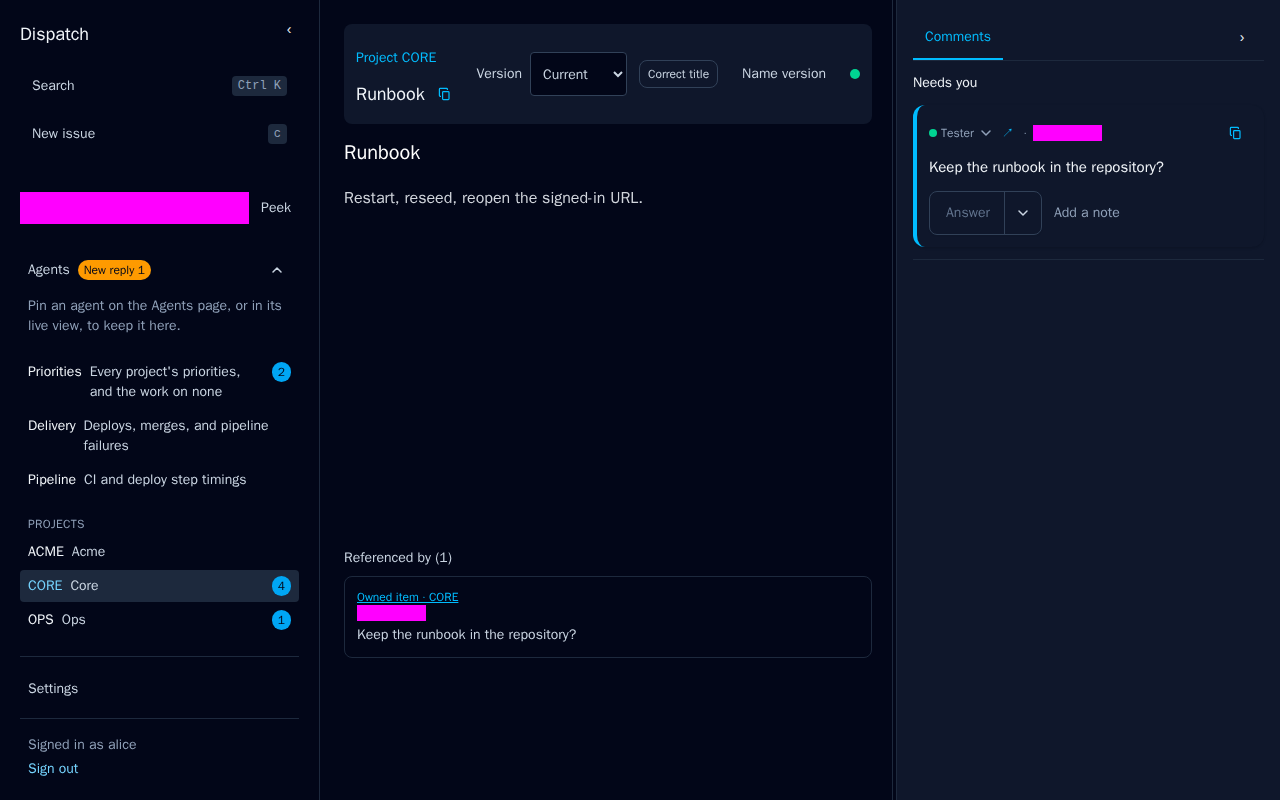 Dispatch
Search
Ctrl K
New issue
C
Peek
Agents
New reply 1
Pin an agent on the Agents page, or in its
live view, to keep it here.
Priorities
Every project's priorities,
and the work on none
2
Delivery
Deploys, merges, and pipeline
failures
Pipeline
CI and deploy step timings
PROJECTS
ACME Acme
CORE Core
4
OPS Ops
1
Settings
Signed in as alice
Sign out
Project CORE
Runbook
Version
Current
Correct title
Name version
Runbook
Restart, reseed, reopen the signed-in URL.
Referenced by (1)
Owned item · CORE
Keep the runbook in the repository?
Comments
Needs you
Tester
·
Keep the runbook in the repository?
Answer
Add a note